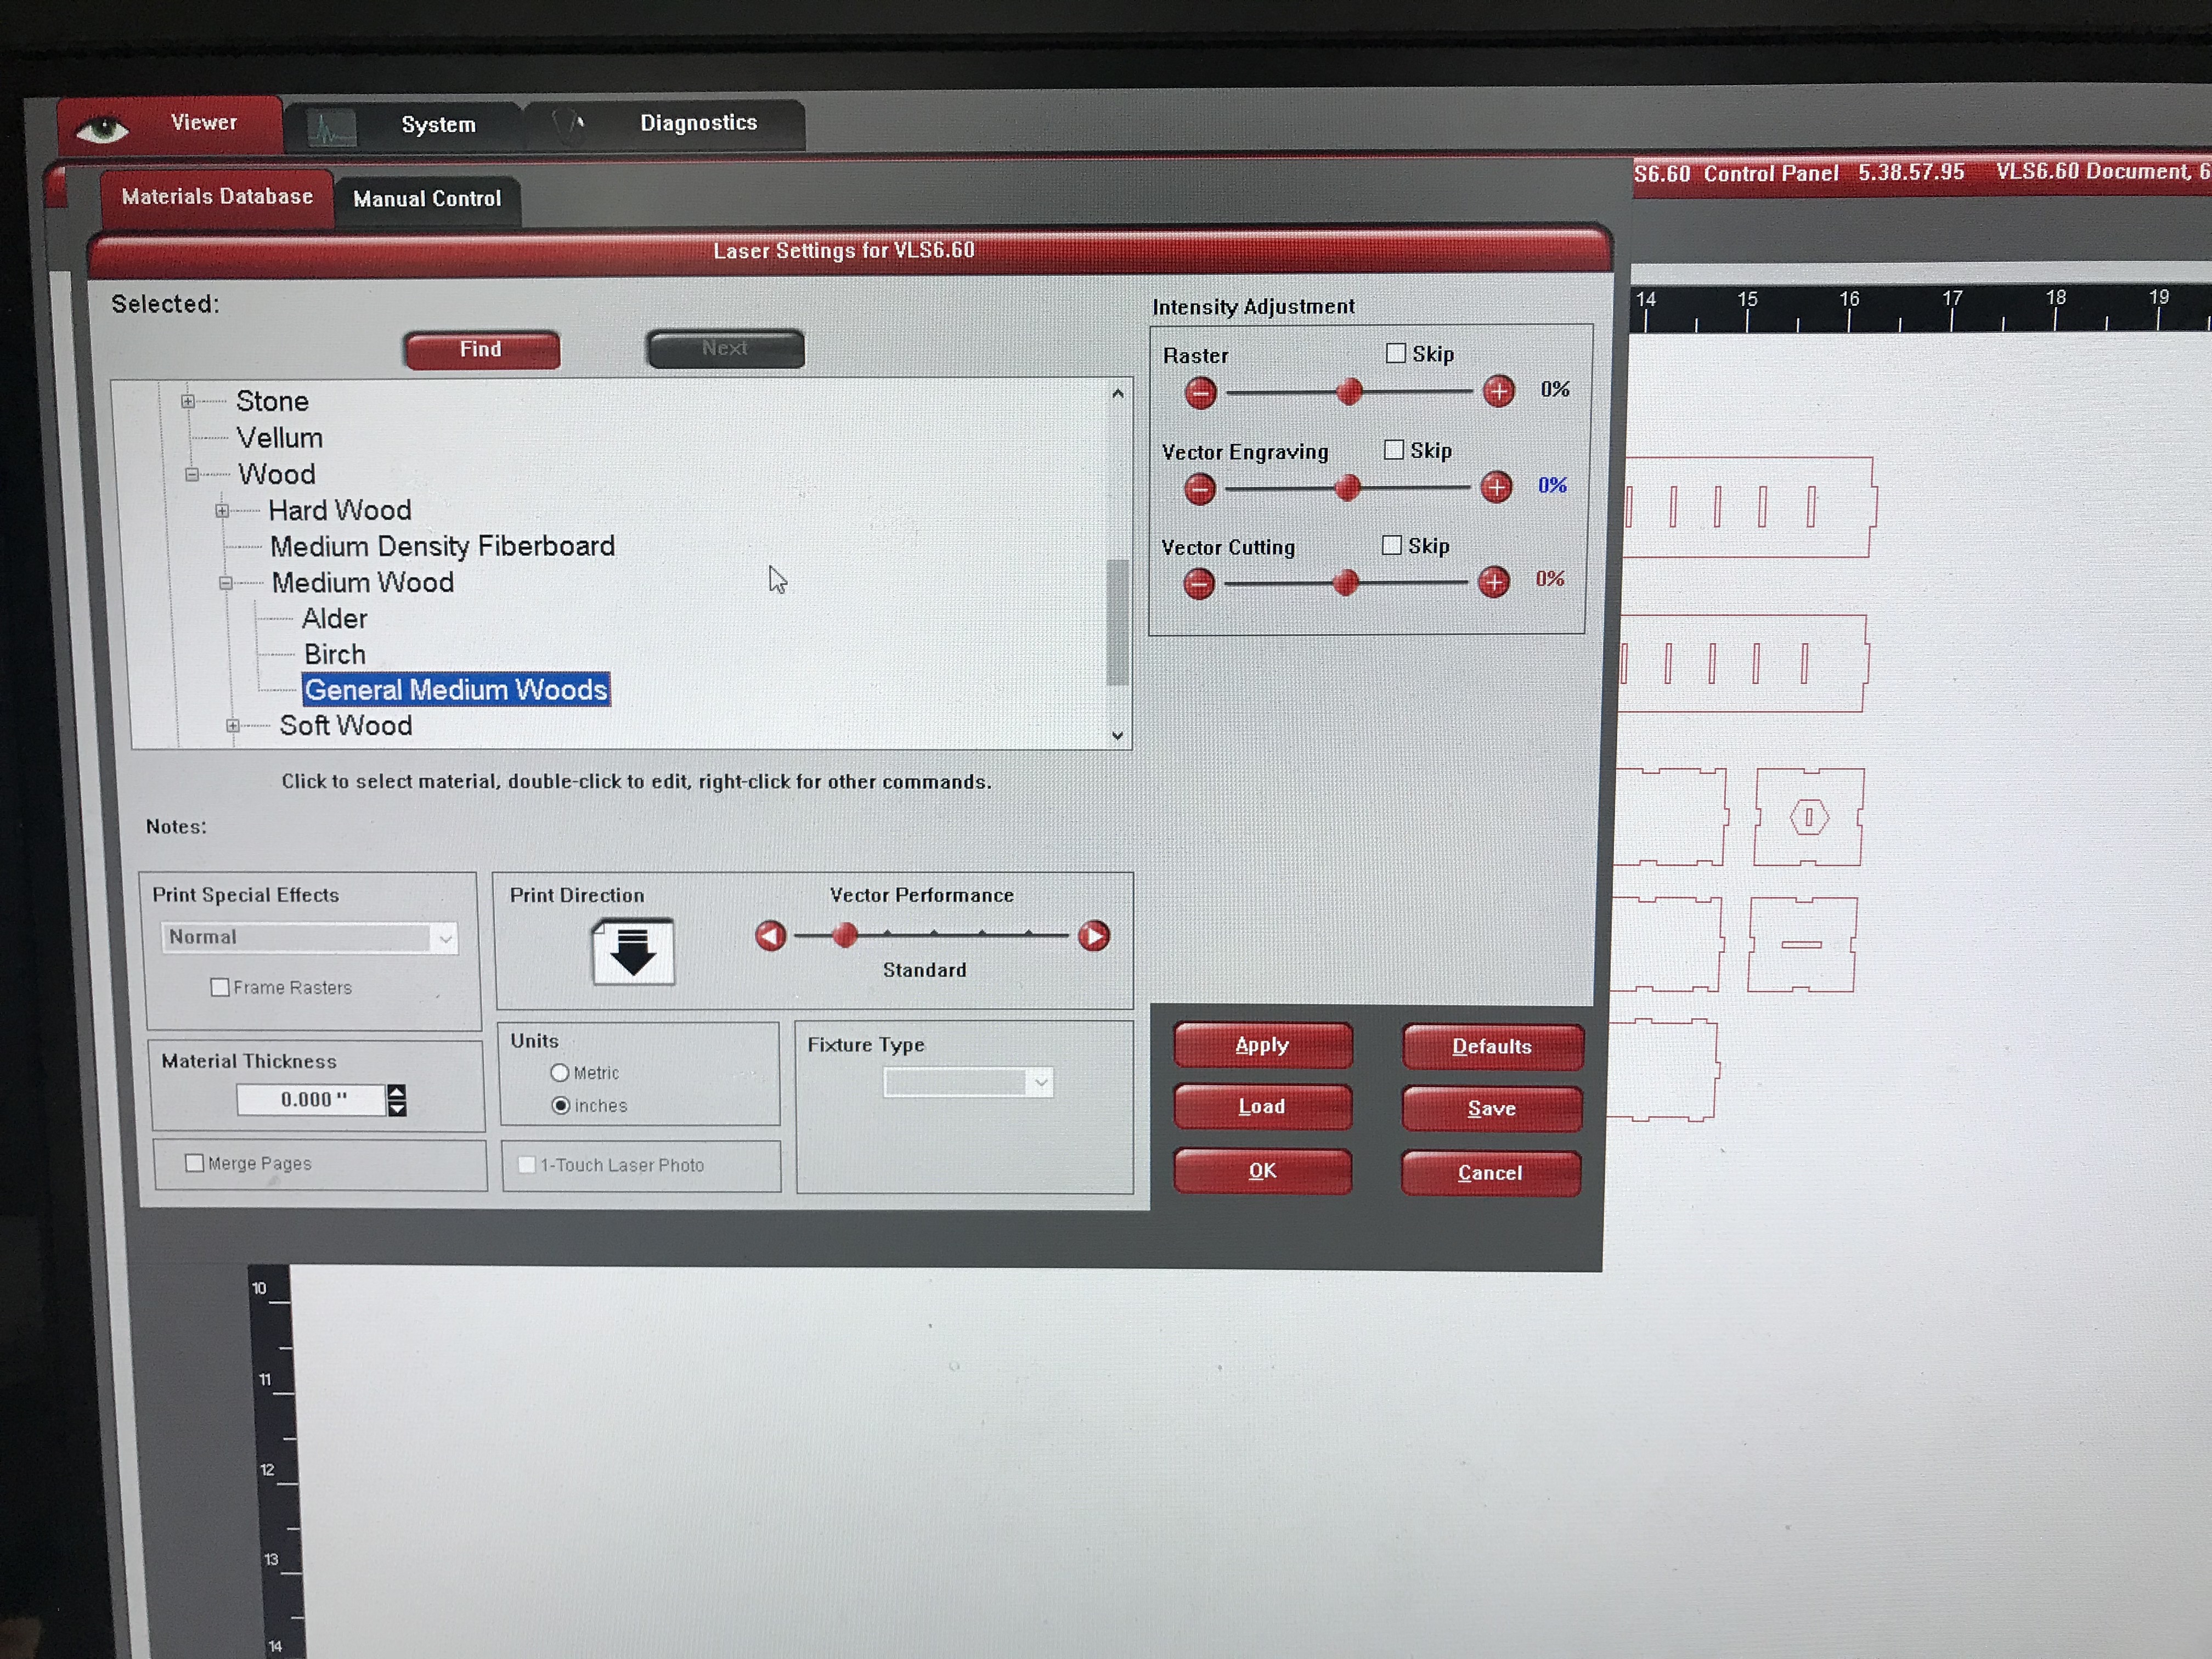 Viewer System Diagnostics
S6.60 Control Panel 5.38.57.95 VLS6.60 Document, 6
Materials Database Manual Control
Laser Settings for VLS6.60
Selected:
Find Next
Stone
Vellum
Wood
Hard Wood
Medium Density Fiberboard
Medium Wood
Alder
Birch
General Medium Woods
Soft Wood
Click to select material, double-click to edit, right-click for other commands.
Intensity Adjustment
Raster Skip
0%
Vector Engraving Skip
0%
Vector Cutting Skip
0%
14 15 16 17 18 19
Notes:
Print Special Effects
Normal
Frame Rasters
Print Direction
Vector Performance
Standard
Material Thickness
0.000 "
Units
Metric
inches
Fixture Type
Merge Pages
1-Touch Laser Photo
Apply Defaults
Load Save
OK Cancel
10
11
12
13
14